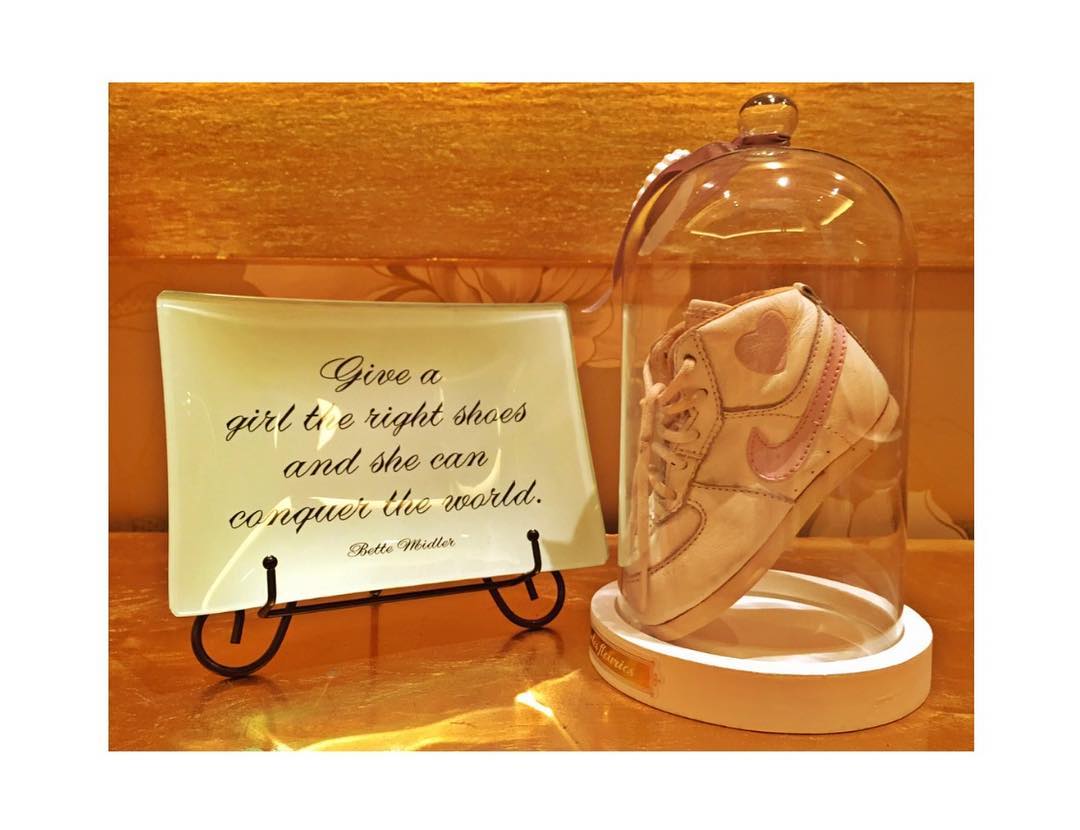 Give a
girl the right shoes
and she can
conquer the world.
Bette Midler